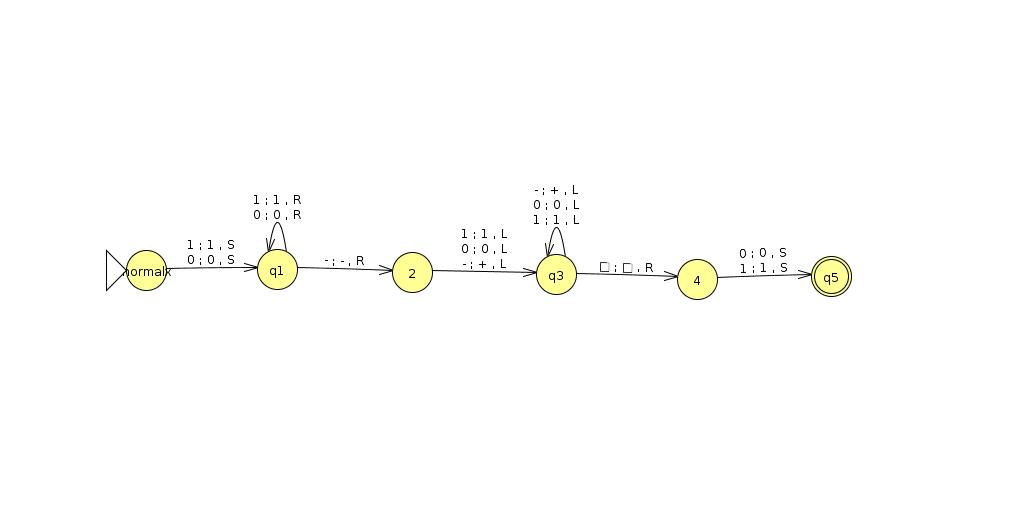 -; +, L
1 ; 1 , R
0 ; 0 , L
0 ; 0 , R
1 ; 1 , L
1 ; 1 , L
1 ; 1 , S
0 ; 0 , L
0 ; 0 , S
0 ; 0 , S
-; -, R
-; +, L
□ ; □ , R
1 ; 1 , S
normalx
q1
2
q3
4
q5